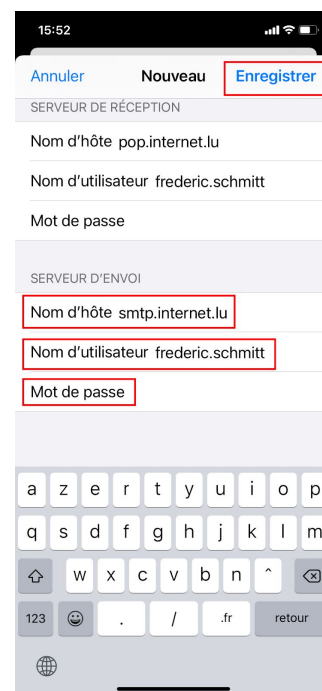 15:52
Annuler Nouveau Enregistrer
SERVEUR DE RÉCEPTION
Nom d'hôte pop.internet.lu
Nom d'utilisateur frederic.schmitt
Mot de passe
SERVEUR D'ENVOI
Nom d'hôte smtp.internet.lu
Nom d'utilisateur frederic.schmitt
Mot de passe
a z e r t y u i o p
q s d f g h j k l m
w x c v b n ^
123 . / .fr retour